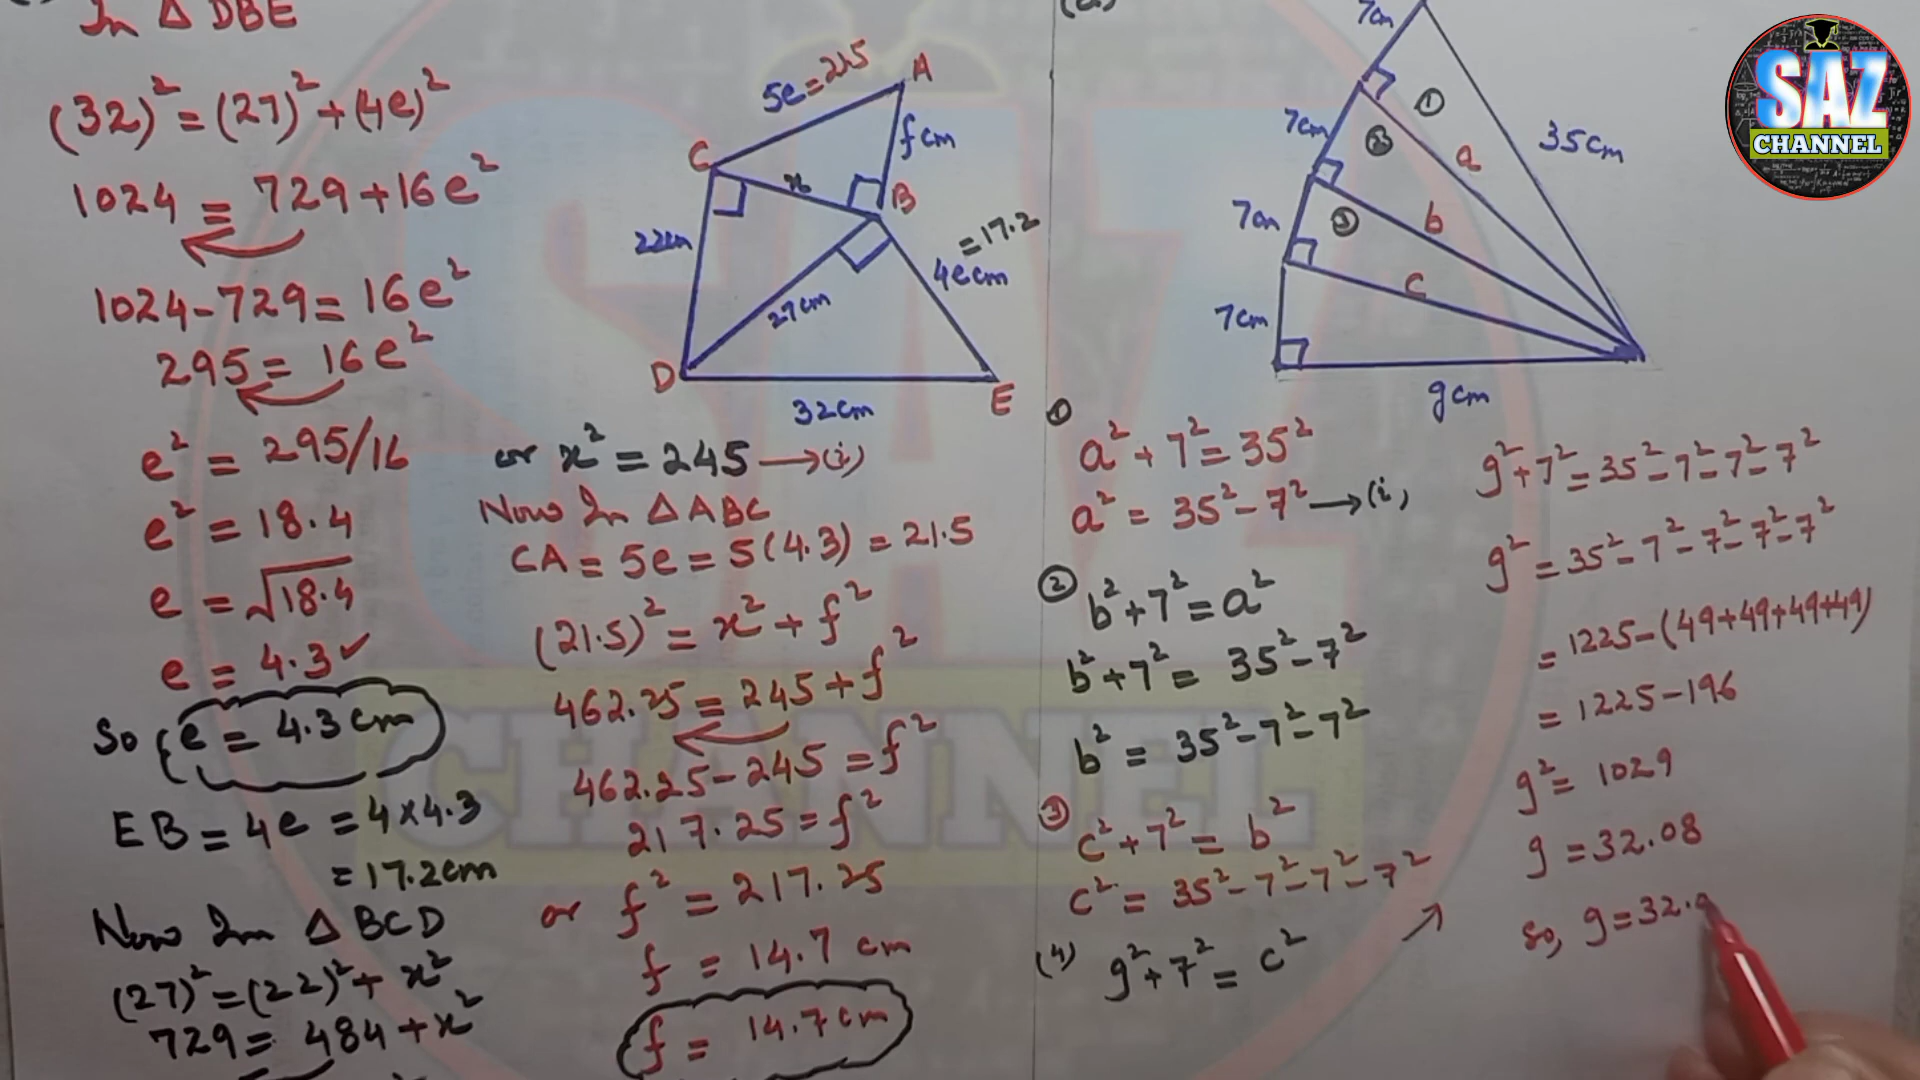 In △ DBE
(32)² = (27)² + (4e)²
1024 = 729 + 16e²
1024 - 729 = 16e²
295 = 16e²
e² = 295/16
e² = 18.4
e = √18.4
e = 4.3 ✓
So e = 4.3 cm
EB = 4e = 4 × 4.3
= 17.2cm
Now In △ BCD
(27)² = (22)² + x²
729 = 484 + x²
5e = 21.5
A
f cm
C
x
B
= 17.2
4e cm
22cm
27cm
D
32cm
E
or x² = 245 → (i)
Now In △ABC
CA = 5e = 5(4.3) = 21.5
(21.5)² = x² + f²
462.25 = 245 + f²
462.25 - 245 = f²
217.25 = f²
or f² = 217.25
f = 14.7 cm
f = 14.7 cm
7cm
①
35cm
7cm
②
a
7cm
③
b
7cm
c
g cm
①
a² + 7² = 35²
a² = 35² - 7² → (i)
② b² + 7² = a²
b² + 7² = 35² - 7²
b² = 35² - 7² - 7²
③ c² + 7² = b²
c² = 35² - 7² - 7² - 7²
(4) g² + 7² = c²
g² + 7² = 35² - 7² - 7² - 7²
g² = 35² - 7² - 7² - 7² - 7²
= 1225 - (49+49+49+49)
= 1225 - 196
g² = 1029
g = 32.08
So, g = 32.
SAZ
CHANNEL
SAZ
CHANNEL